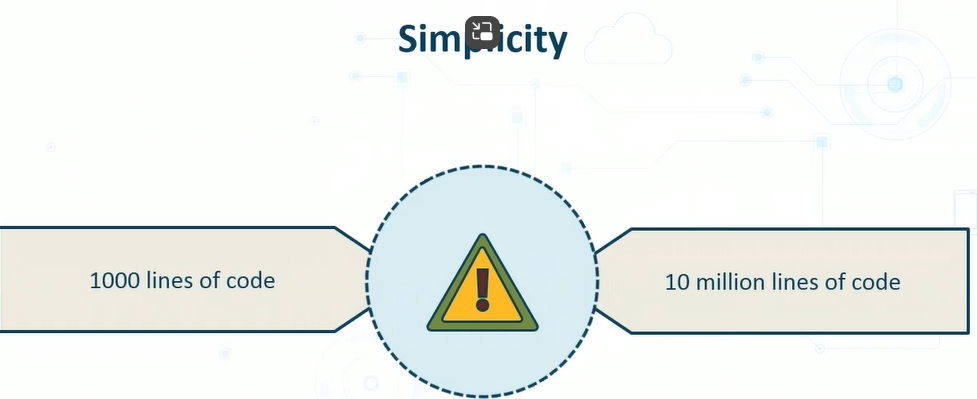 Simplicity
1000 lines of code
10 million lines of code